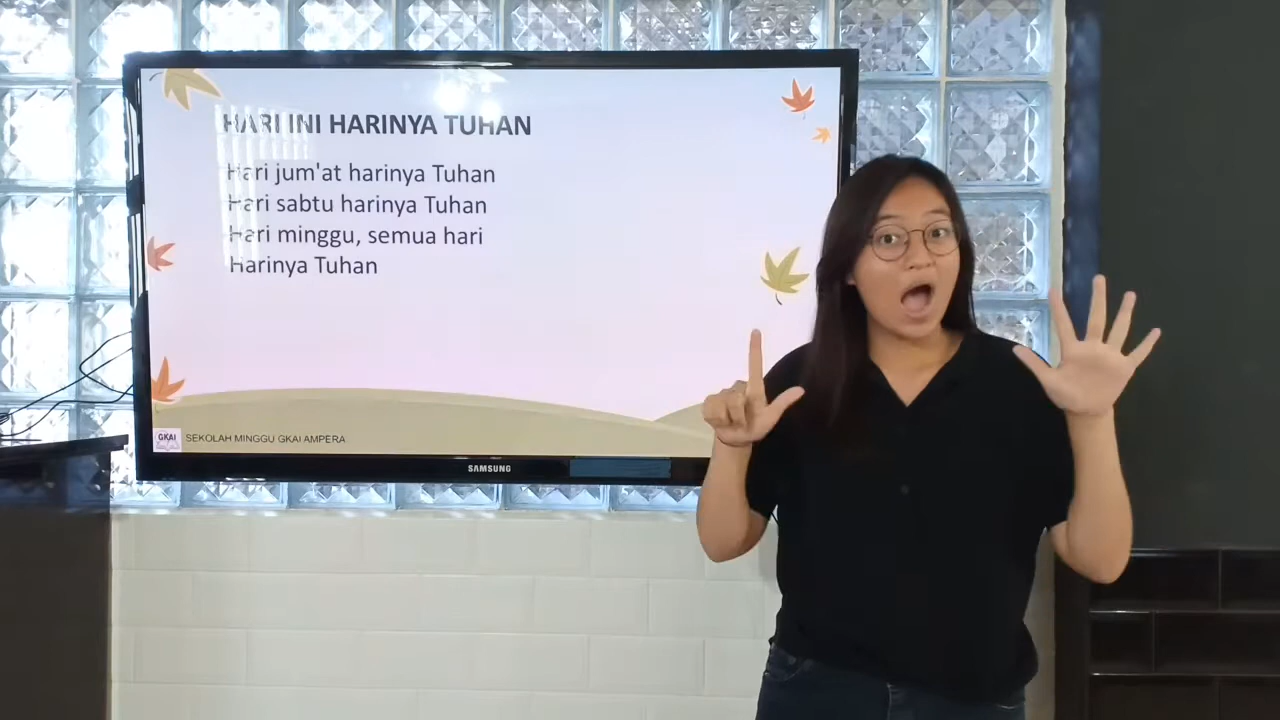 HARI INI HARINYA TUHAN
Hari jum'at harinya Tuhan
Hari sabtu harinya Tuhan
Hari minggu, semua hari
Harinya Tuhan
GKAI
SEKOLAH MINGGU GKAI AMPERA
SAMSUNG